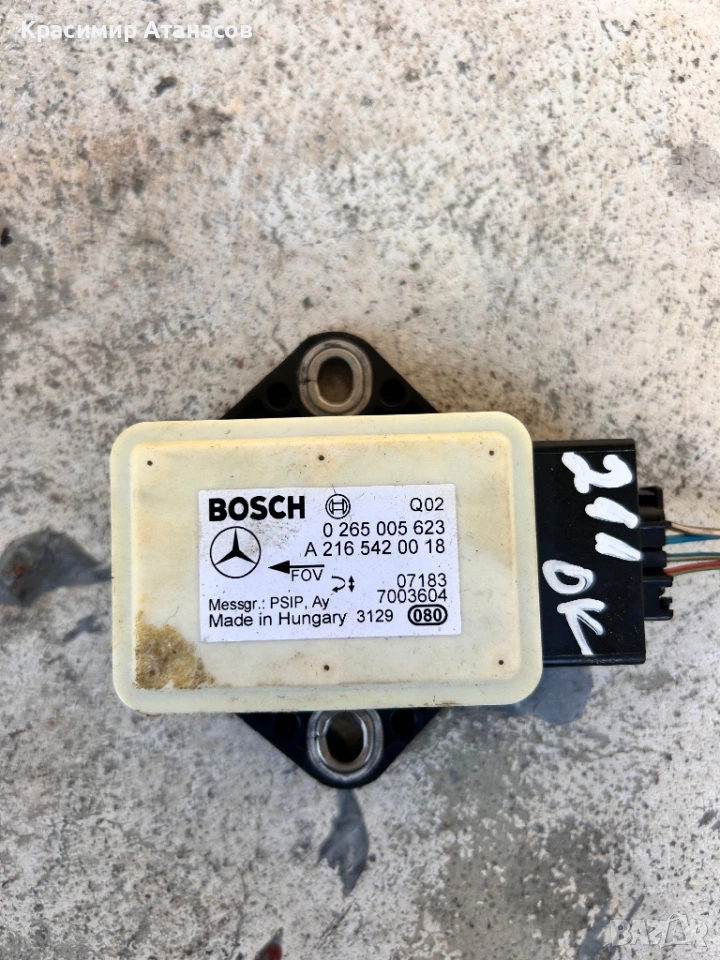 Красимир Атанасов
BOSCH Q02
0 265 005 623
A 216 542 00 18
FOV
07183
Messgr.: PSIP, Ay 7003604
Made in Hungary 3129 080
211
OK
BAZAR